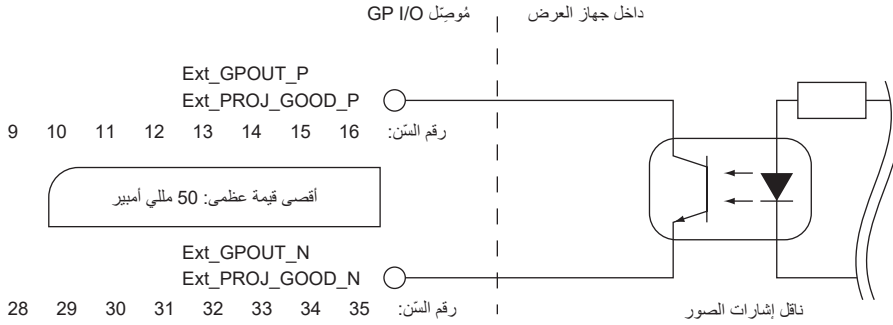 داخل جهاز العرض
مُوصِّل GP I/O
Ext_GPOUT_P
Ext_PROJ_GOOD_P
رقم السّن: 16 15 14 13 12 11 10 9
أقصى قيمة عظمى: 50 مللي أمبير
Ext_GPOUT_N
Ext_PROJ_GOOD_N
رقم السّن: 35 34 33 32 31 30 29 28
ناقل إشارات الصور